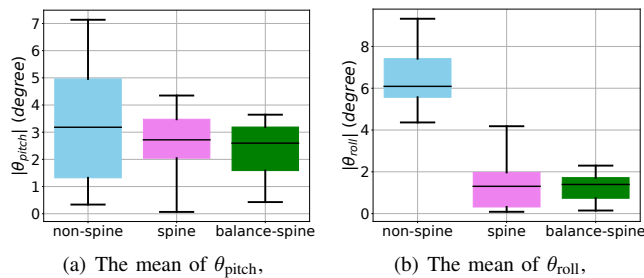 7
6
5
4
3
2
1
0
|θpitch| (degree)
non-spine spine balance-spine
(a) The mean of θpitch,
8
6
4
2
0
|θroll| (degree)
non-spine spine balance-spine
(b) The mean of θroll,